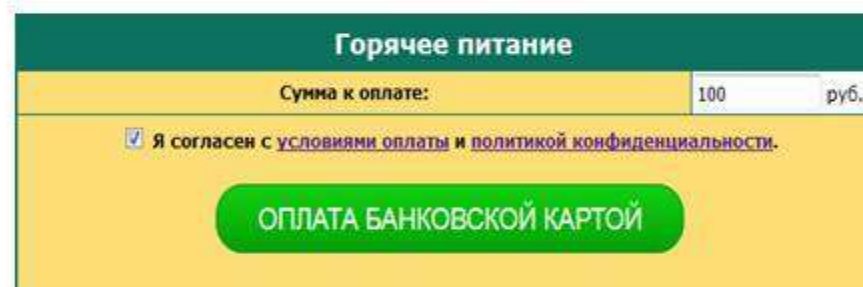 Горячее питание
Сумма к оплате: 100 руб.
Я согласен с условиями оплаты и политикой конфиденциальности.
ОПЛАТА БАНКОВСКОЙ КАРТОЙ